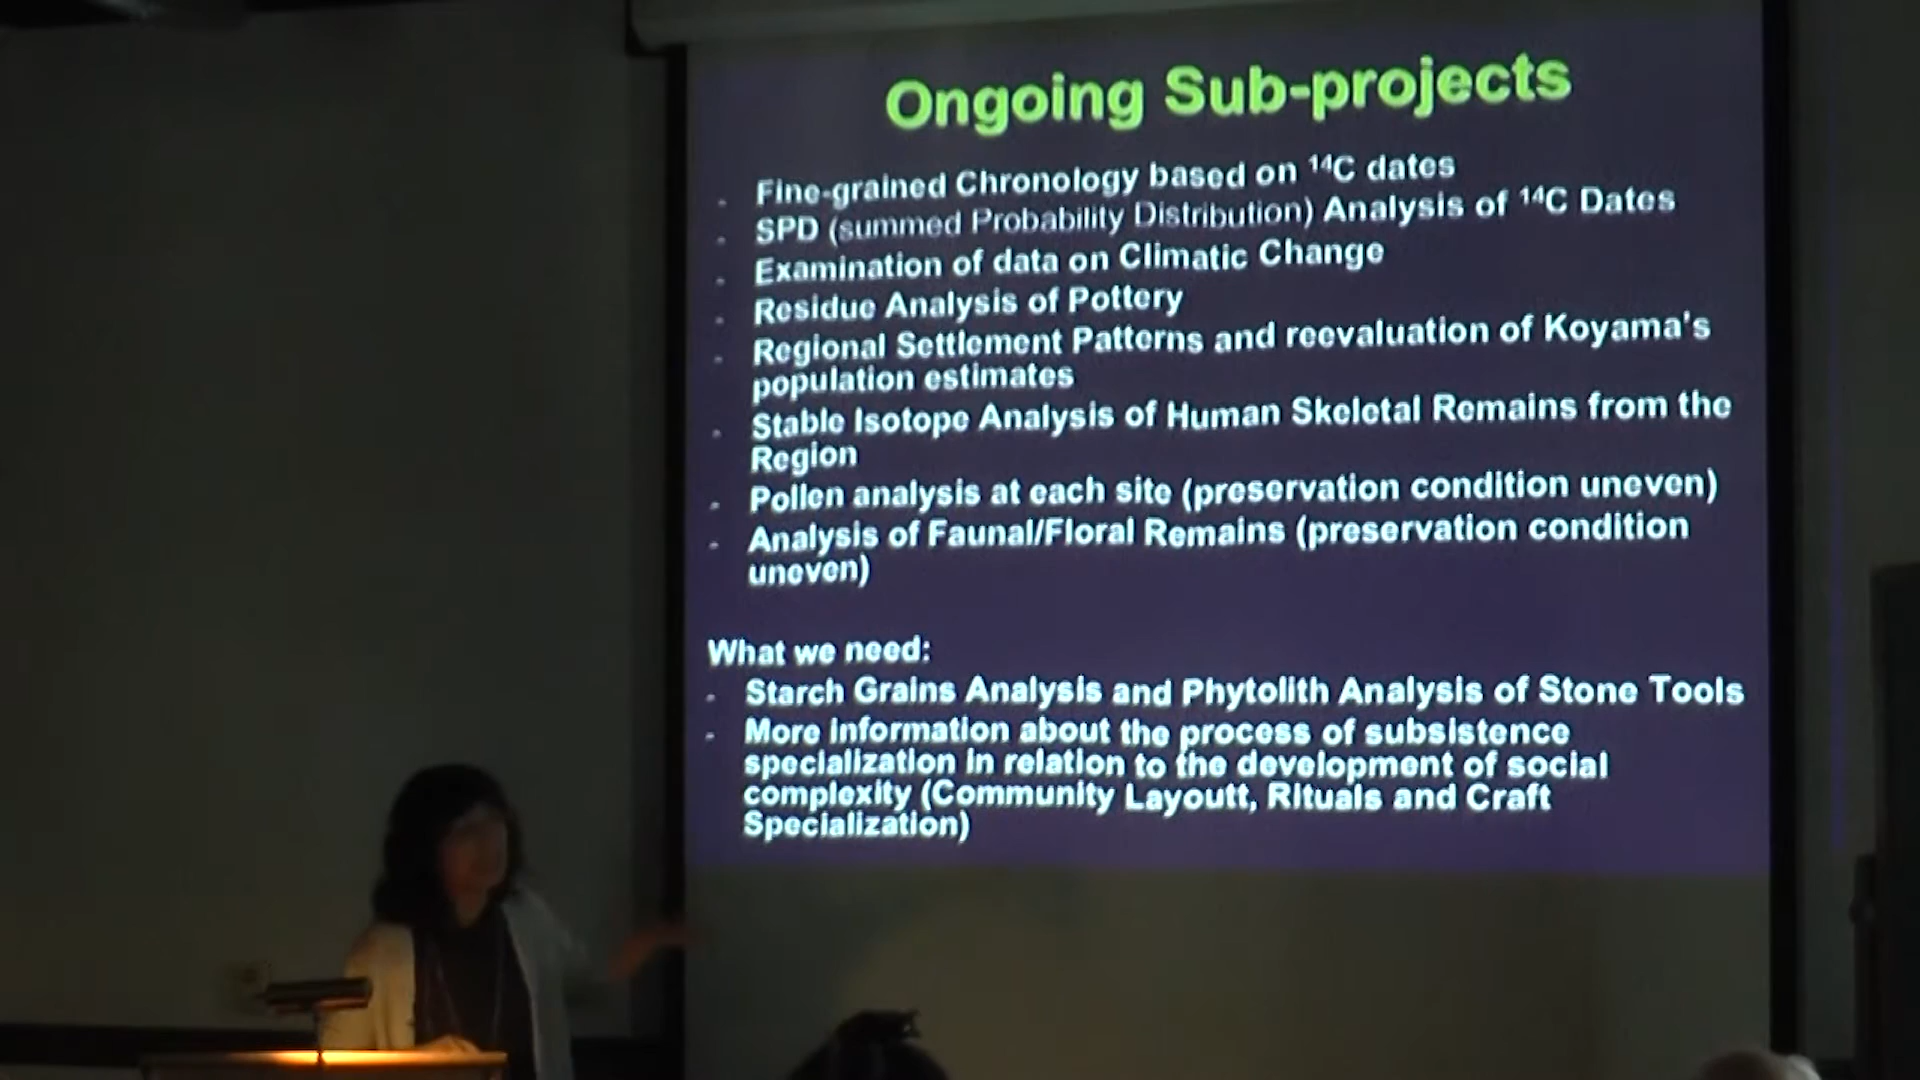 Ongoing Sub-projects
- Fine-grained Chronology based on ¹⁴C dates
- SPD (summed Probability Distribution) Analysis of ¹⁴C Dates
- Examination of data on Climatic Change
- Residue Analysis of Pottery
- Regional Settlement Patterns and reevaluation of Koyama's
population estimates
- Stable Isotope Analysis of Human Skeletal Remains from the
Region
- Pollen analysis at each site (preservation condition uneven)
- Analysis of Faunal/Floral Remains (preservation condition
uneven)
What we need:
- Starch Grains Analysis and Phytolith Analysis of Stone Tools
- More information about the process of subsistence
specialization in relation to the development of social
complexity (Community Layoutt, Rituals and Craft
Specialization)